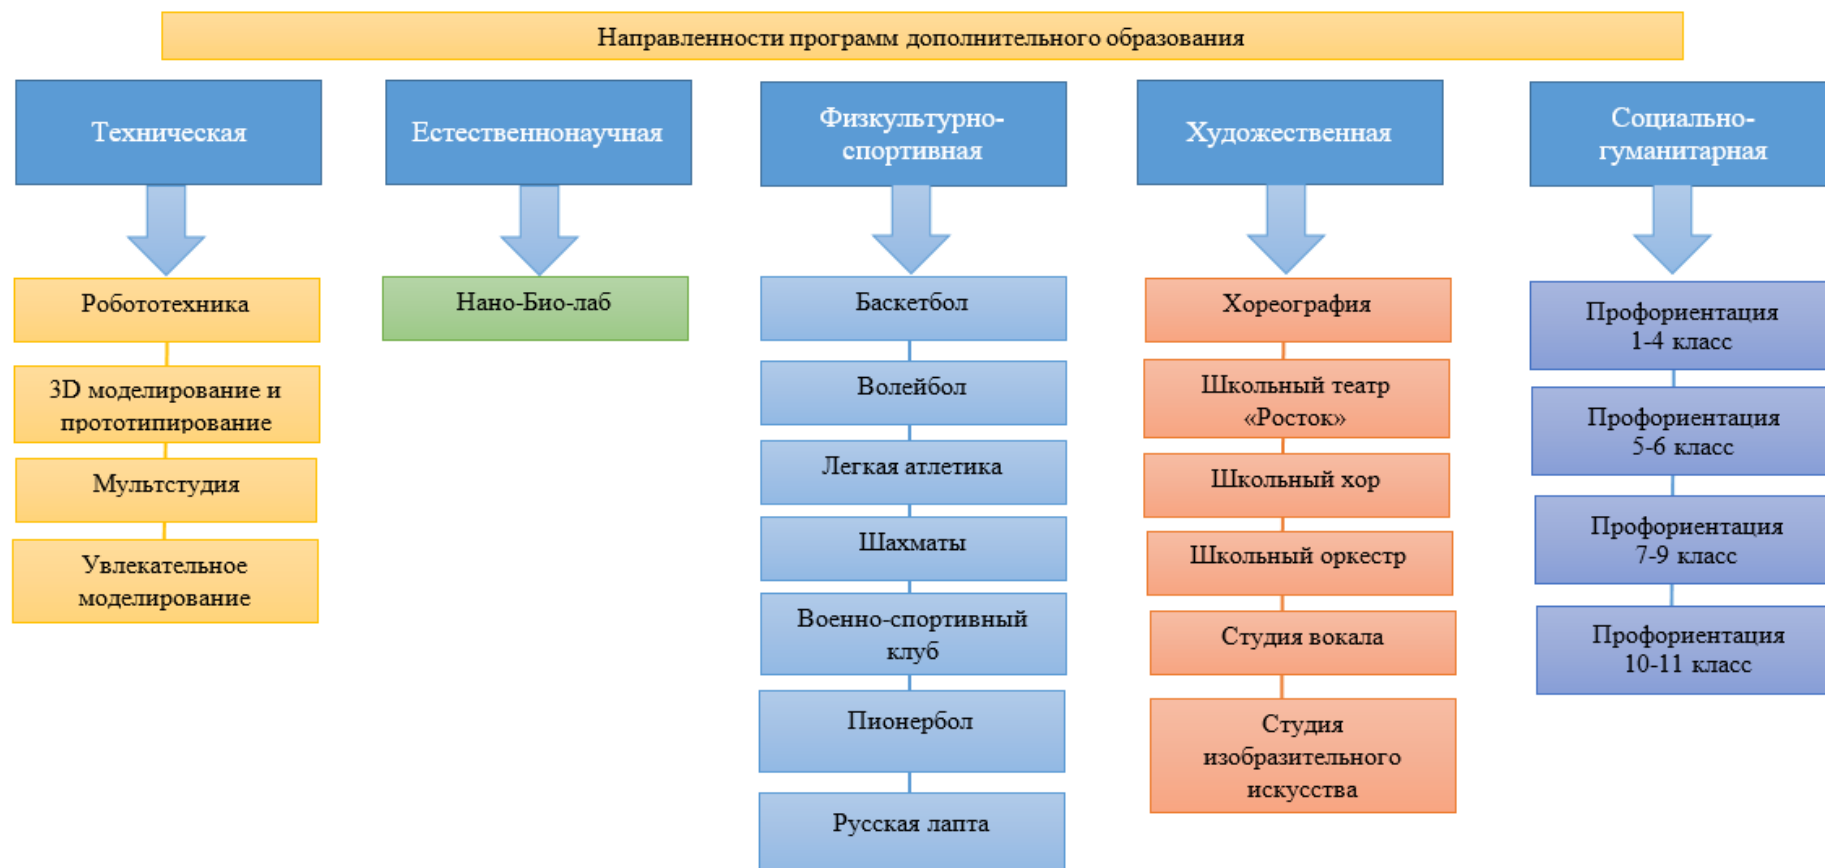 Направленности программ дополнительного образования
Техническая
Робототехника
3D моделирование и
прототипирование
Мультстудия
Увлекательное
моделирование
Естественнонаучная
Нано-Био-лаб
Физкультурно-
спортивная
Баскетбол
Волейбол
Легкая атлетика
Шахматы
Военно-спортивный
клуб
Пионербол
Русская лапта
Художественная
Хореография
Школьный театр
«Росток»
Школьный хор
Школьный оркестр
Студия вокала
Студия
изобразительного
искусства
Социально-
гуманитарная
Профориентация
1-4 класс
Профориентация
5-6 класс
Профориентация
7-9 класс
Профориентация
10-11 класс